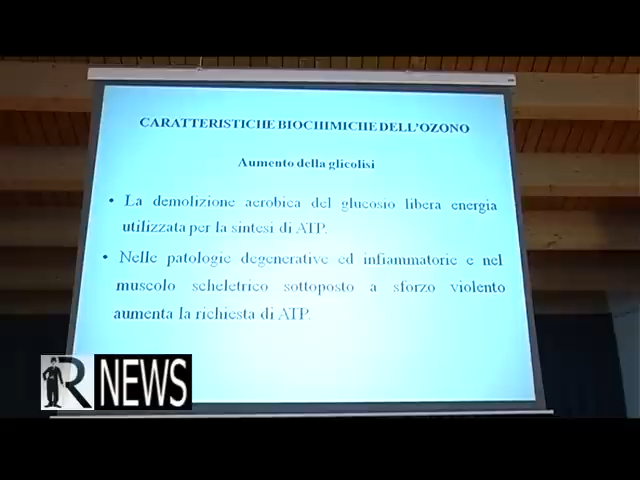 CARATTERISTICHE BIOCHIMICHE DELL'OZONO
Aumento della glicolisi
• La demolizione aerobica del glucosio libera energia
utilizzata per la sintesi di ATP.
• Nelle patologie degenerative ed infiammatorie e nel
muscolo scheletrico sottoposto a sforzo violento
aumenta la richiesta di ATP.
R NEWS